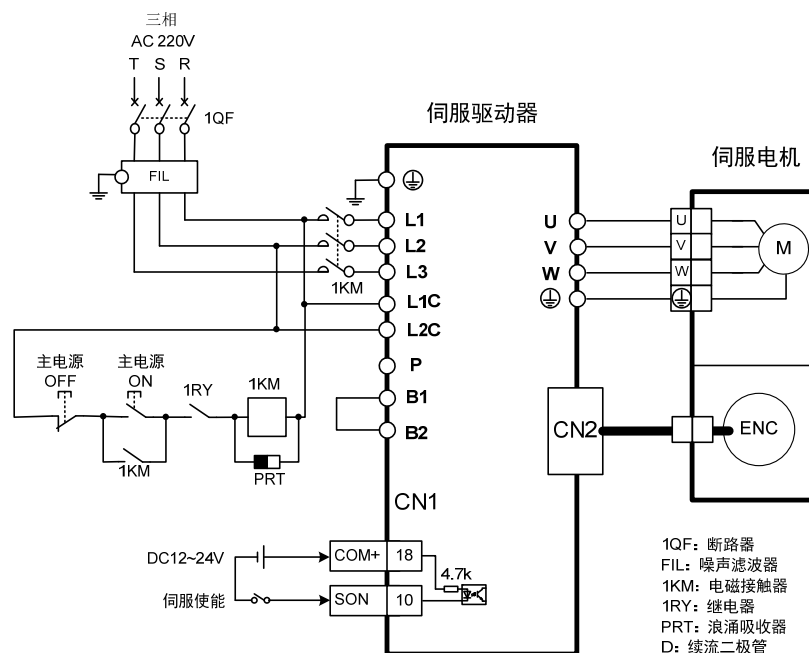 三相
AC 220V
T S R
1QF
伺服驱动器
伺服电机
FIL
L1
L2
L3
1KM
L1C
L2C
P
B1
B2
U
V
W
U
V
W
M
主电源
OFF
主电源
ON
1RY
1KM
1KM
PRT
CN2
ENC
CN1
DC12~24V
COM+ 18
4.7k
伺服使能
SON 10
1QF：断路器
FIL：噪声滤波器
1KM：电磁接触器
1RY：继电器
PRT：浪涌吸收器
D：续流二极管